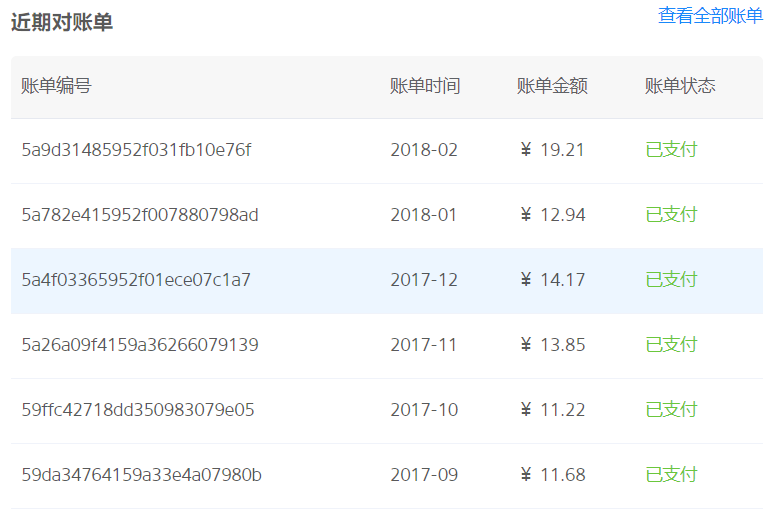 近期对账单 查看全部账单
账单编号 账单时间 账单金额 账单状态
5a9d31485952f031fb10e76f 2018-02 ¥ 19.21 已支付
5a782e415952f007880798ad 2018-01 ¥ 12.94 已支付
5a4f03365952f01ece07c1a7 2017-12 ¥ 14.17 已支付
5a26a09f4159a36266079139 2017-11 ¥ 13.85 已支付
59ffc42718dd350983079e05 2017-10 ¥ 11.22 已支付
59da34764159a33e4a07980b 2017-09 ¥ 11.68 已支付